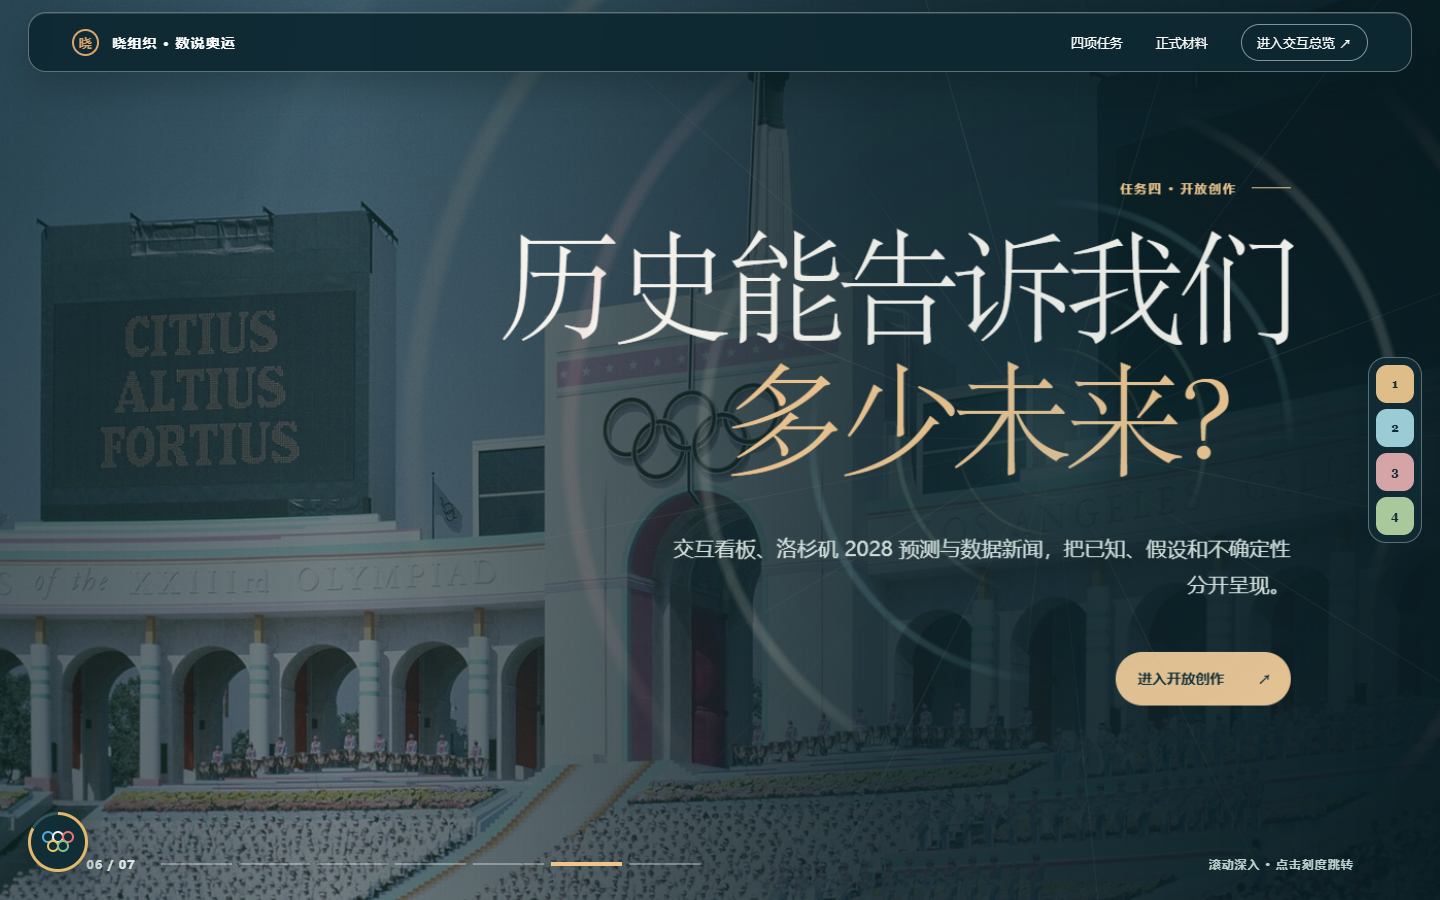 晓 晓组织 • 数说奥运
四项任务 正式材料 进入交互总览 ↗
任务四 • 开放创作
历史能告诉我们
多少未来?
CITIUS
ALTIUS
FORTIUS
1
2
3
4
交互看板、洛杉矶 2028 预测与数据新闻，把已知、假设和不确定性
分开呈现。
S of the XXIIIrd OLYMPIAD
进入开放创作 ↗
06 / 07
滚动深入 • 点击刻度跳转